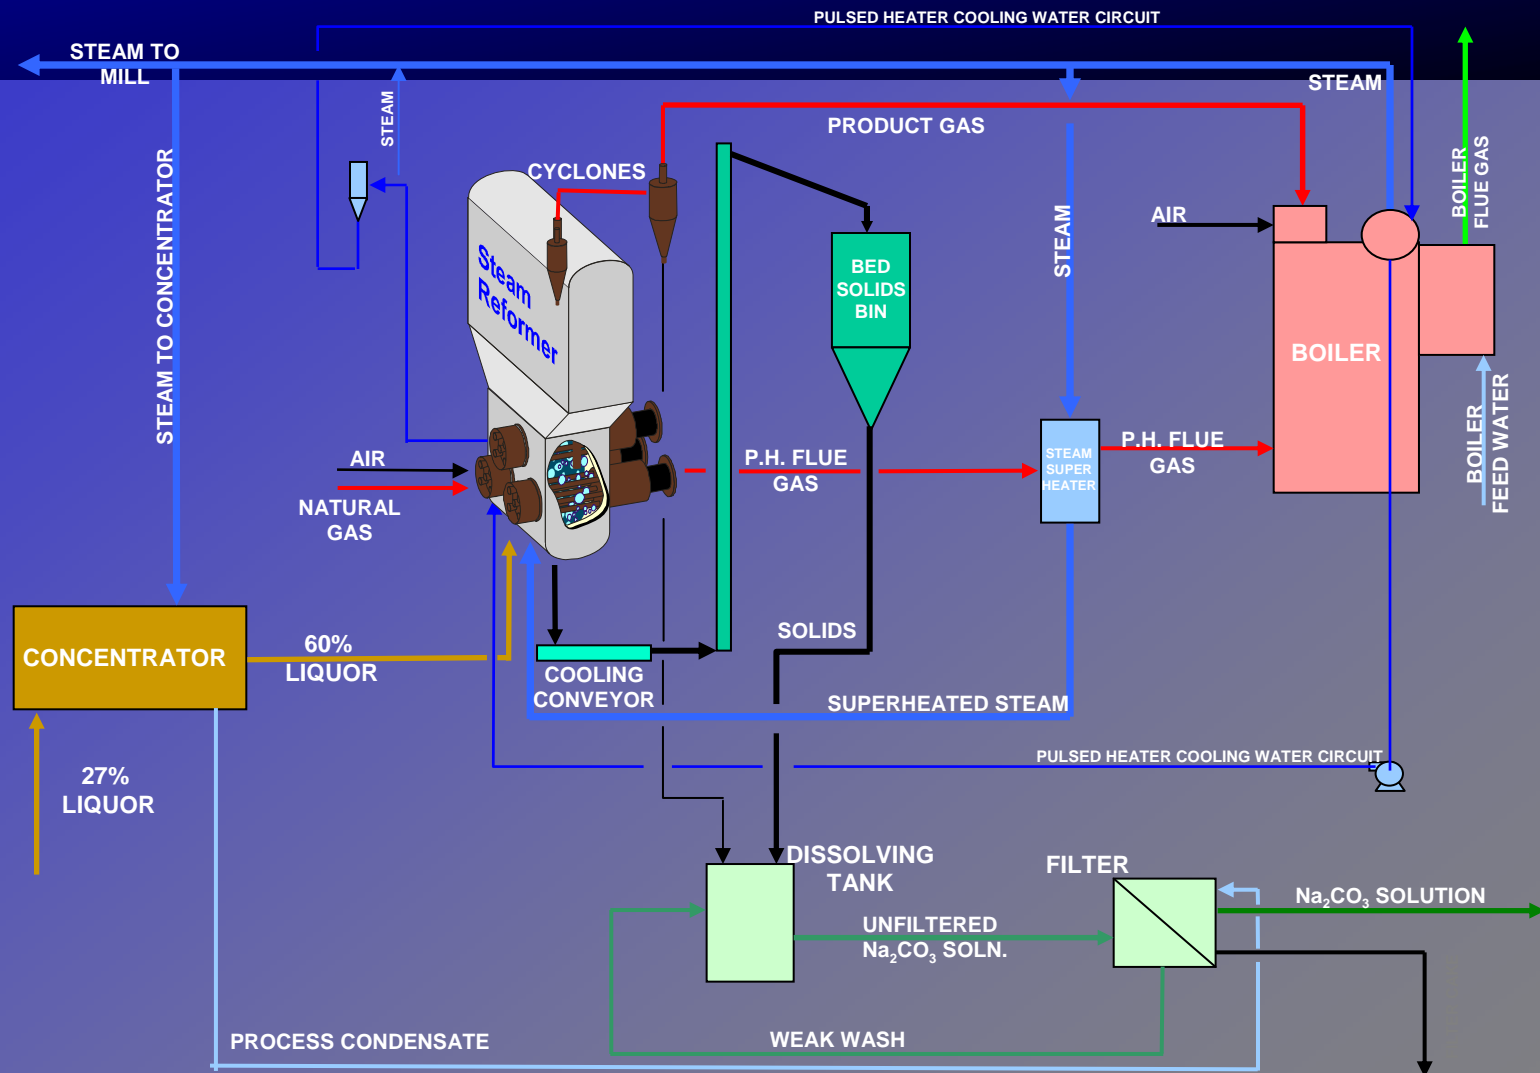 PULSED HEATER COOLING WATER CIRCUIT
STEAM TO
MILL
STEAM
STEAM
PRODUCT GAS
CYCLONES
BOILER
FLUE GAS
STEAM TO CONCENTRATOR
AIR
STEAM
Steam
Reformer
BED
SOLIDS
BIN
BOILER
AIR
NATURAL
GAS
P.H. FLUE
GAS
STEAM
SUPER
HEATER
P.H. FLUE
GAS
BOILER
FEED WATER
CONCENTRATOR
60%
LIQUOR
COOLING
CONVEYOR
SOLIDS
SUPERHEATED STEAM
27%
LIQUOR
PULSED HEATER COOLING WATER CIRCUIT
DISSOLVING
TANK
FILTER
Na₂CO₃ SOLUTION
UNFILTERED
Na₂CO₃ SOLN.
WEAK WASH
PROCESS CONDENSATE